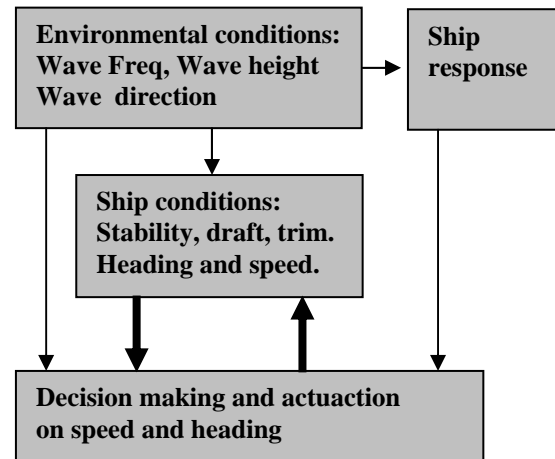 Environmental conditions:
Wave Freq, Wave height
Wave direction
Ship
response
Ship conditions:
Stability, draft, trim.
Heading and speed.
Decision making and actuaction
on speed and heading